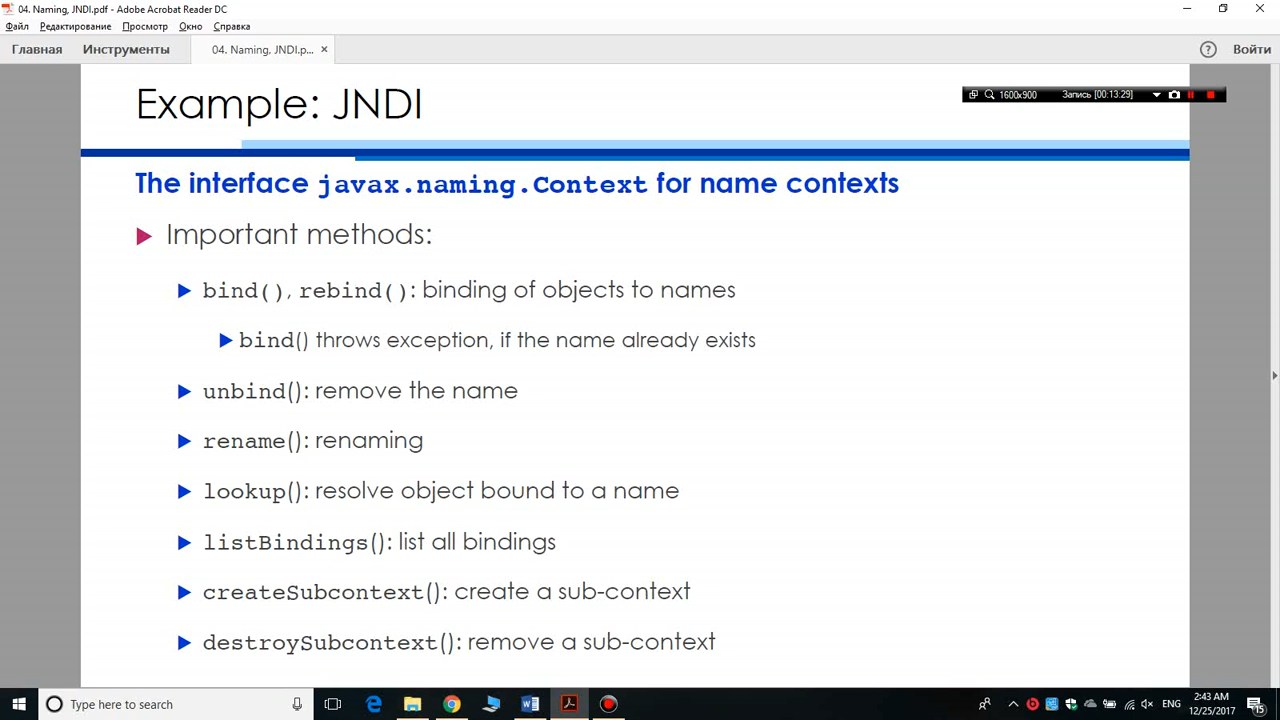 04. Naming, JNDI.pdf - Adobe Acrobat Reader DC
Файл Редактирование Просмотр Окно Справка
Главная Инструменты 04. Naming, JNDI.p... × ? Войти
Example: JNDI
1600x900 Запись [00:13:29]
The interface javax.naming.Context for name contexts
Important methods:
bind(), rebind(): binding of objects to names
bind() throws exception, if the name already exists
unbind(): remove the name
rename(): renaming
lookup(): resolve object bound to a name
listBindings(): list all bindings
createSubcontext(): create a sub-context
destroySubcontext(): remove a sub-context
Type here to search
ENG
2:43 AM
12/25/2017
15